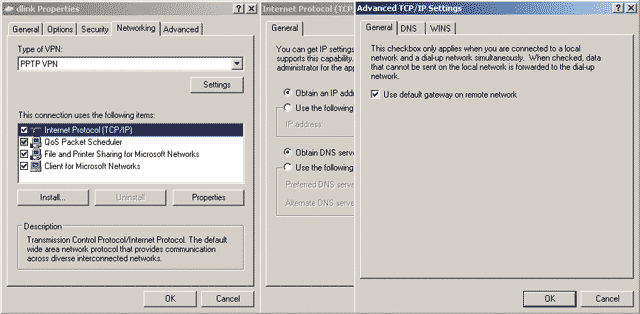 dlink Properties
General
Options
Security
Networking
Advanced
Type of VPN:
PPTP VPN
Settings
This connection uses the following items:
Internet Protocol (TCP/IP)
QoS Packet Scheduler
File and Printer Sharing for Microsoft Networks
Client for Microsoft Networks
Install...
Uninstall
Properties
Description
Transmission Control Protocol/Internet Protocol. The default
wide area network protocol that provides communication
across diverse interconnected networks.
OK
Cancel
Internet Protocol (TCP
General
You can get IP settings
supports this capability.
administrator for the app
Obtain an IP addr
Use the following
IP address:
Obtain DNS serve
Use the following
Preferred DNS serve
Alternate DNS serv
Advanced TCP/IP Settings
General
DNS
WINS
This checkbox only applies when you are connected to a local
network and a dial-up network simultaneously. When checked, data
that cannot be sent on the local network is forwarded to the dial-up
network.
Use default gateway on remote network
OK
Cancel